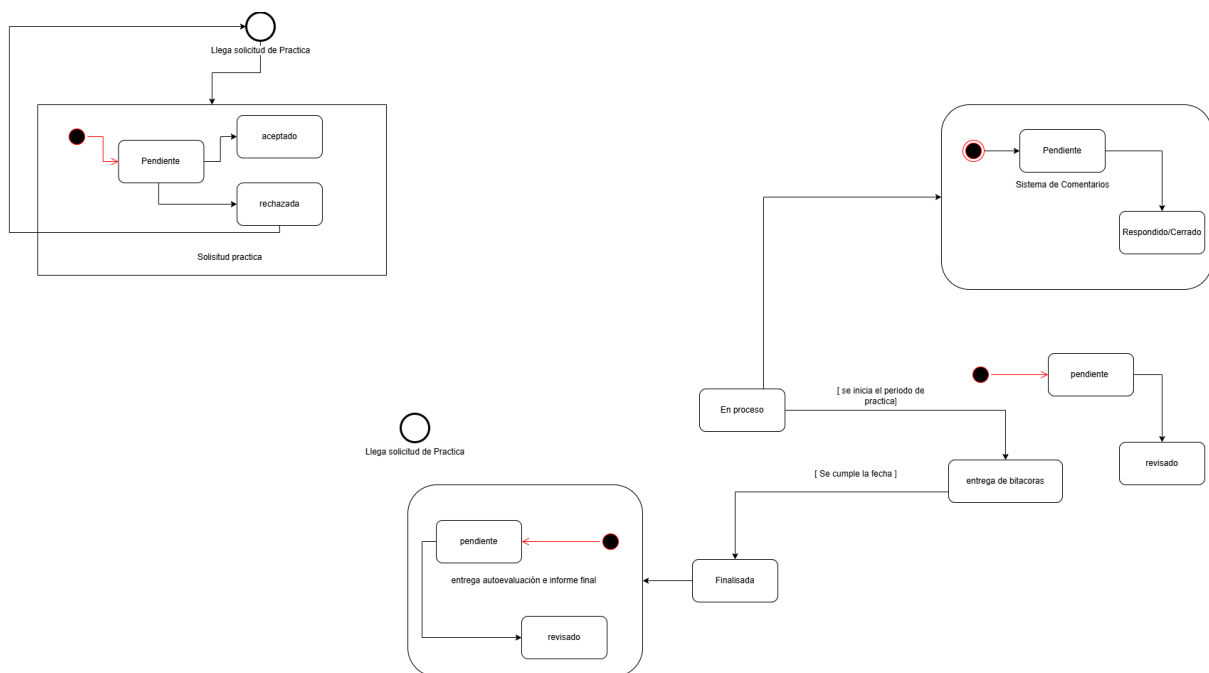 Llega solicitud de Practica
aceptado
Pendiente
rechazada
Solisitud practica
Pendiente
Sistema de Comentarios
Respondido/Cerrado
pendiente
[ se inicia el periodo de
practica]
En proceso
Llega solicitud de Practica
revisado
[ Se cumple la fecha ]
entrega de bitacoras
pendiente
entrega autoevaluación e informe final
Finalisada
revisado